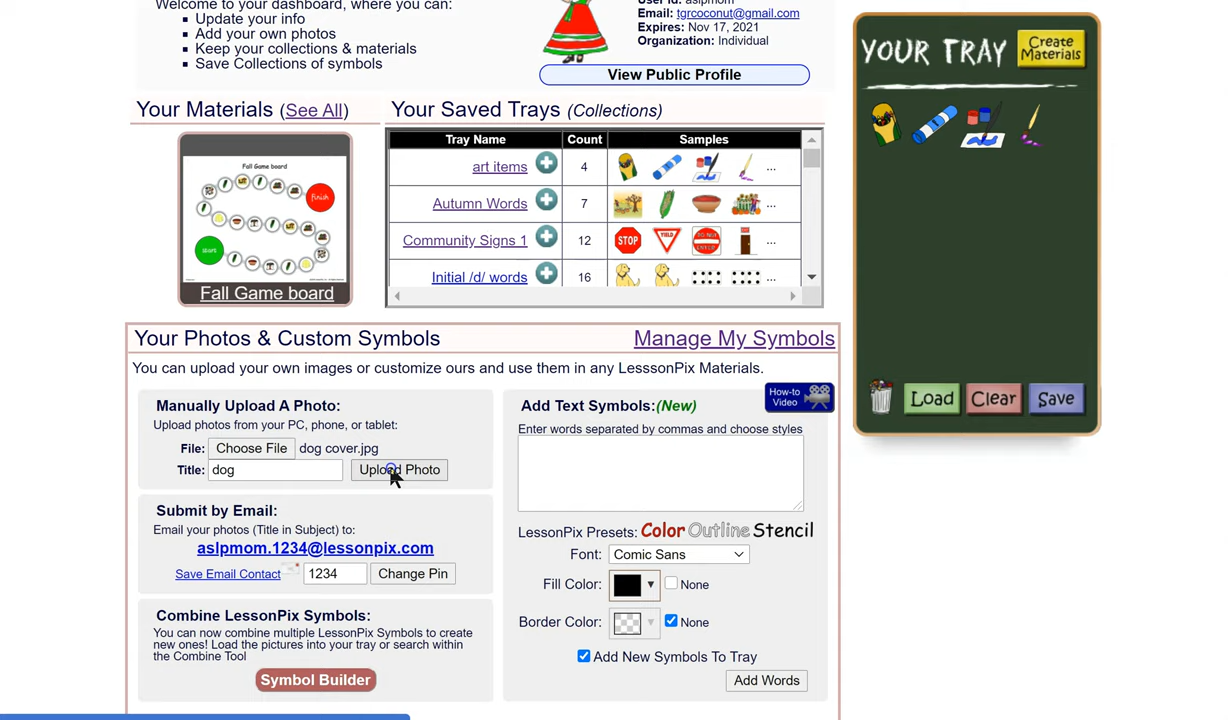 Welcome to your dashboard, where you can:
Update your info
Add your own photos
Keep your collections & materials
Save Collections of symbols
User Id: aslpmom
Email: tgrcoconut@gmail.com
Expires: Nov 17, 2021
Organization: Individual
View Public Profile
YOUR TRAY
Create Materials
Your Materials (See All)
Fall Game board
finish
start
Fall Game board
Your Saved Trays (Collections)
Tray Name Count Samples
art items 4 ...
Autumn Words 7 ...
Community Signs 1 12 STOP YIELD ...
Initial /d/ words 16 ...
Load Clear Save
Your Photos & Custom Symbols
Manage My Symbols
You can upload your own images or customize ours and use them in any LesssonPix Materials.
How-to Video
Manually Upload A Photo:
Upload photos from your PC, phone, or tablet:
File: Choose File dog cover.jpg
Title: dog Upload Photo
Submit by Email:
Email your photos (Title in Subject) to:
aslpmom.1234@lessonpix.com
Save Email Contact 1234 Change Pin
Combine LessonPix Symbols:
You can now combine multiple LessonPix Symbols to create
new ones! Load the pictures into your tray or search within
the Combine Tool
Symbol Builder
Add Text Symbols:(New)
Enter words separated by commas and choose styles
LessonPix Presets: Color Outline Stencil
Font: Comic Sans
Fill Color: None
Border Color: None
Add New Symbols To Tray
Add Words